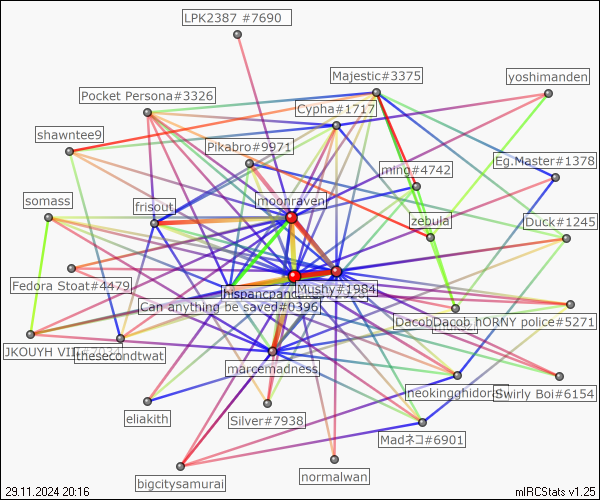 LPK2387 #7690
Majestic#3375
yoshimanden
Pocket Persona#3326
Cypha#1717
shawntee9
Pikabro#9971
ming#4742
Eg.Master#1378
somass
frisout
moonraven
zebula
Duck#1245
Fedora Stoat#4479
hispancpand
Mushy#1984
Can anything be saved#0396
DacobDacob hORNY police#5271
JKOUYH VII
thesecondtwat
marcemadness
neokingghidora
Swirly Boi#6154
eliakith
Silver#7938
Madネコ#6901
bigcitysamurai
normalwan
29.11.2024 20:16
mIRCStats v1.25